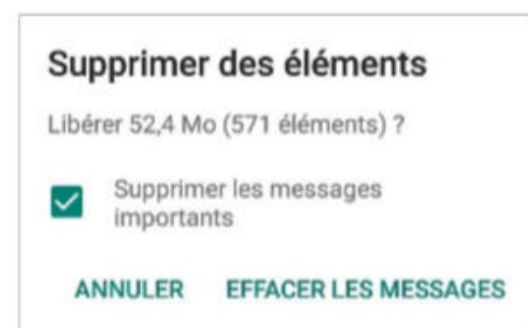 Supprimer des éléments
Libérer 52,4 Mo (571 éléments) ?
Supprimer les messages
importants
ANNULER EFFACER LES MESSAGES